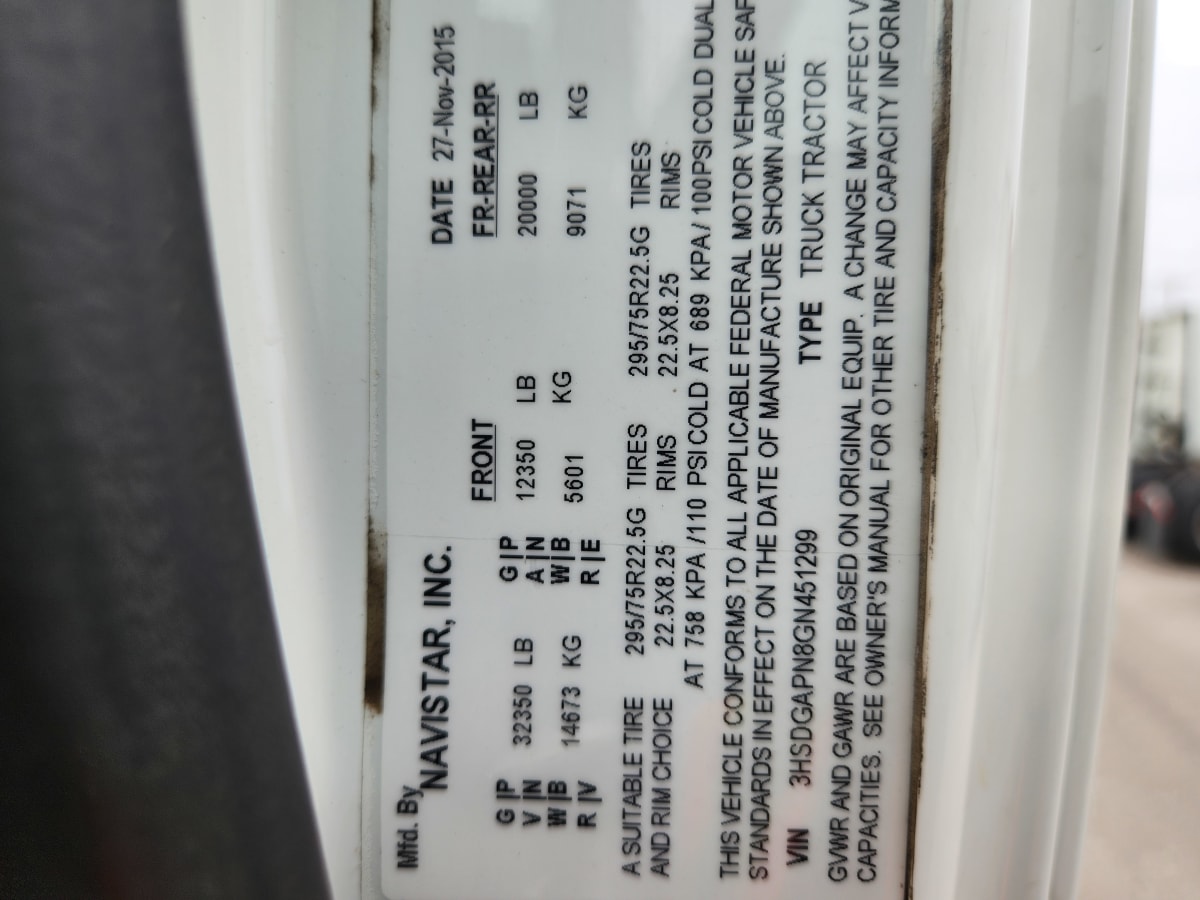 Mfd. By
NAVISTAR, INC. DATE 27-Nov-2015
FRONT FR-REAR-RR
G|P 32350 LB G|P 12350 LB 20000 LB
V|N A|N
W|B 14673 KG W|B 5601 KG 9071 KG
R|V R|E
A SUITABLE TIRE 295/75R22.5G TIRES 295/75R22.5G TIRES
AND RIM CHOICE 22.5X8.25 RIMS 22.5X8.25 RIMS
AT 758 KPA /110 PSI COLD AT 689 KPA/ 100PSI COLD DUAL
THIS VEHICLE CONFORMS TO ALL APPLICABLE FEDERAL MOTOR VEHICLE SAF
STANDARDS IN EFFECT ON THE DATE OF MANUFACTURE SHOWN ABOVE.
VIN 3HSDGAPN8GN451299 TYPE TRUCK TRACTOR
GVWR AND GAWR ARE BASED ON ORIGINAL EQUIP. A CHANGE MAY AFFECT V
CAPACITIES. SEE OWNER'S MANUAL FOR OTHER TIRE AND CAPACITY INFORM